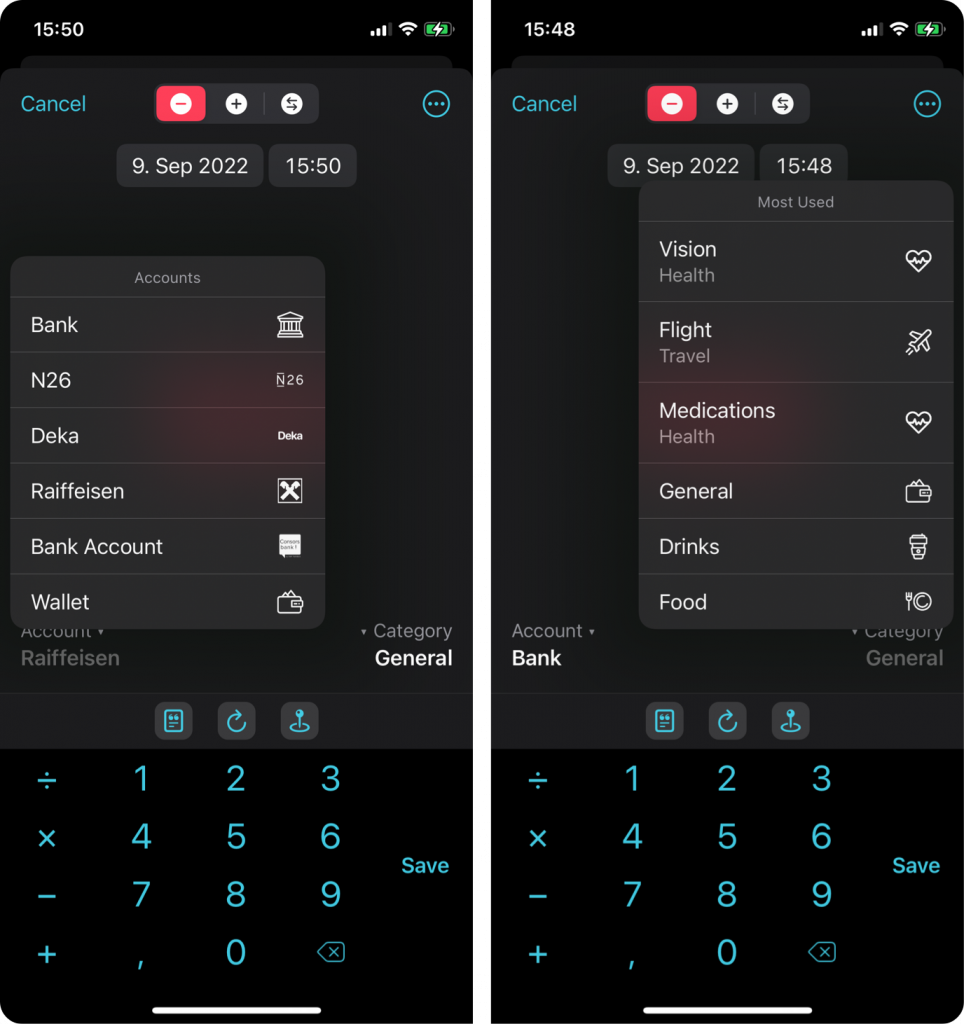 15:50
Cancel
9. Sep 2022 15:50
Accounts
Bank
N26 N26
Deka Deka
Raiffeisen
Bank Account Consors bank!
Wallet
Account ▾ ▾ Category
Raiffeisen General
÷ 1 2 3
× 4 5 6
Save
− 7 8 9
+ , 0
15:48
Cancel
9. Sep 2022 15:48
Most Used
Vision
Health
Flight
Travel
Medications
Health
General
Drinks
Food
Account ▾ ▾ Category
Bank General
÷ 1 2 3
× 4 5 6
Save
− 7 8 9
+ , 0